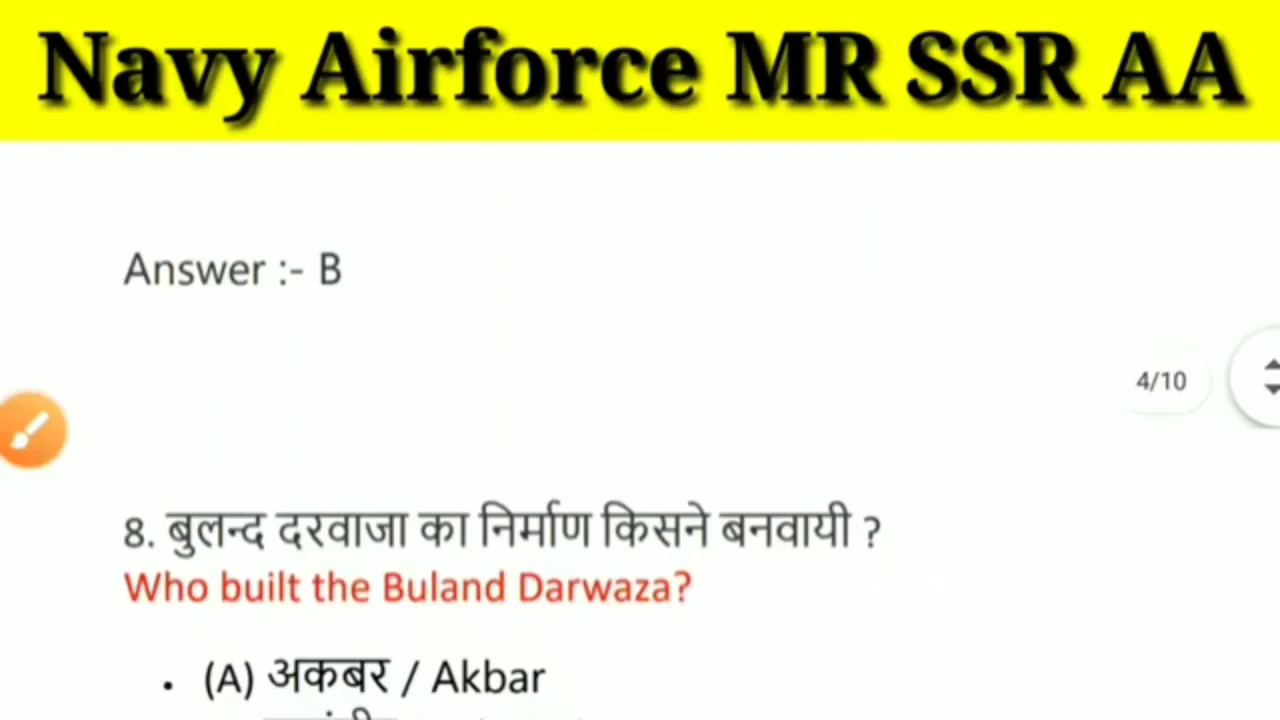 Navy Airforce MR SSR AA
Answer :- B
4/10
8. बुलन्द दरवाजा का निर्माण किसने बनवायी ?
Who built the Buland Darwaza?
• (A) अकबर / Akbar